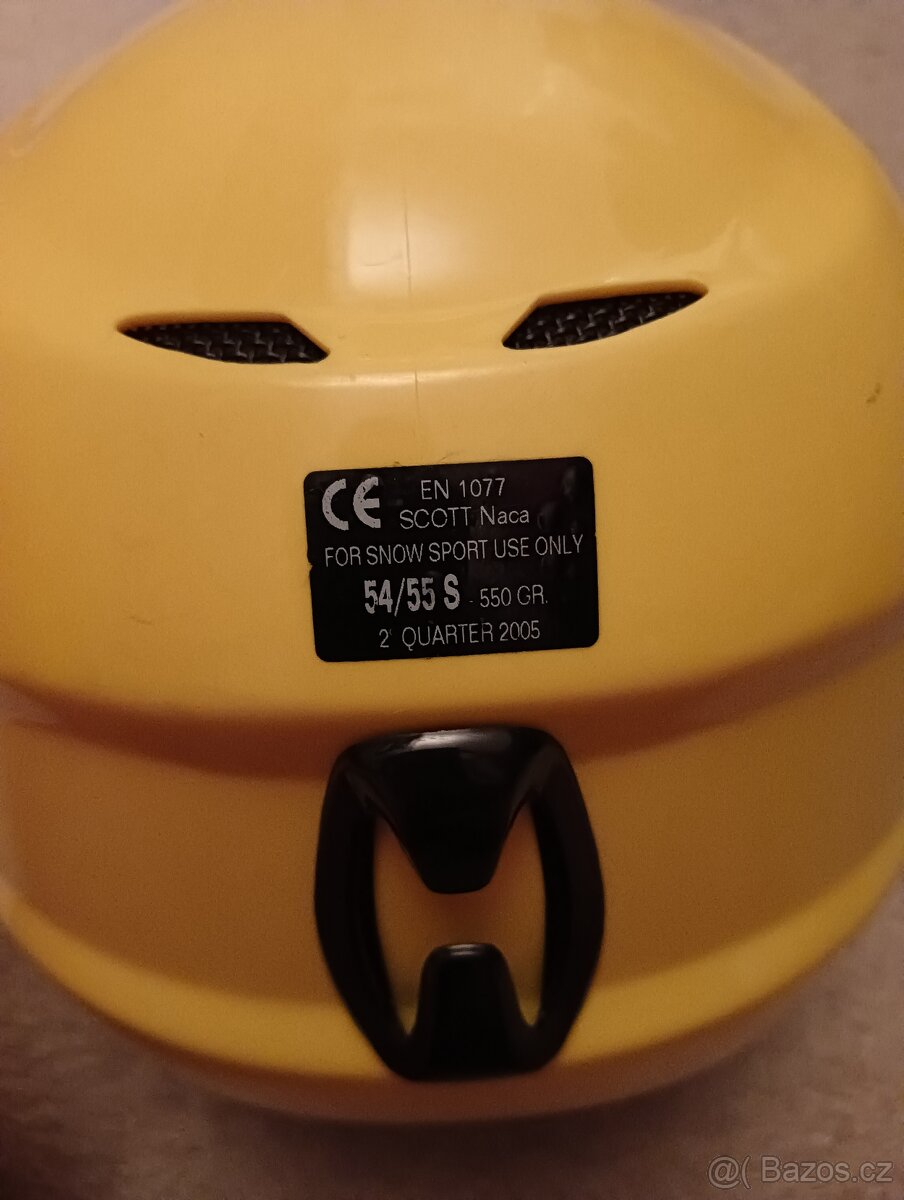 CE EN 1077
SCOTT Naca
FOR SNOW SPORT USE ONLY
54/55 S - 550 GR.
2' QUARTER 2005
@( Bazos.cz